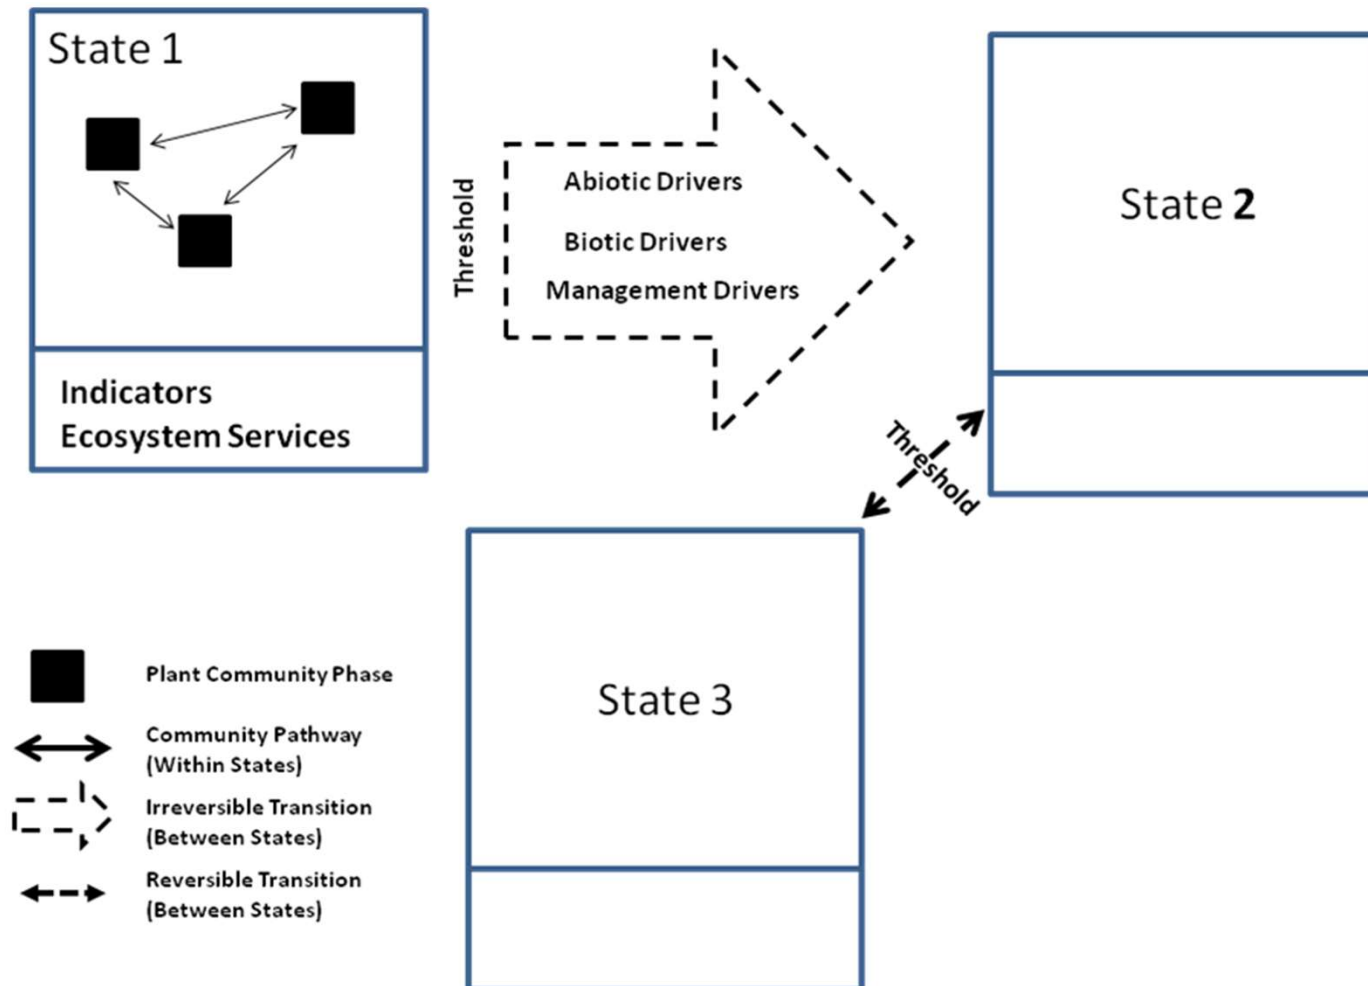 State 1
Indicators
Ecosystem Services
Threshold
Abiotic Drivers
Biotic Drivers
Management Drivers
State 2
Threshold
State 3
Plant Community Phase
Community Pathway
(Within States)
Irreversible Transition
(Between States)
Reversible Transition
(Between States)